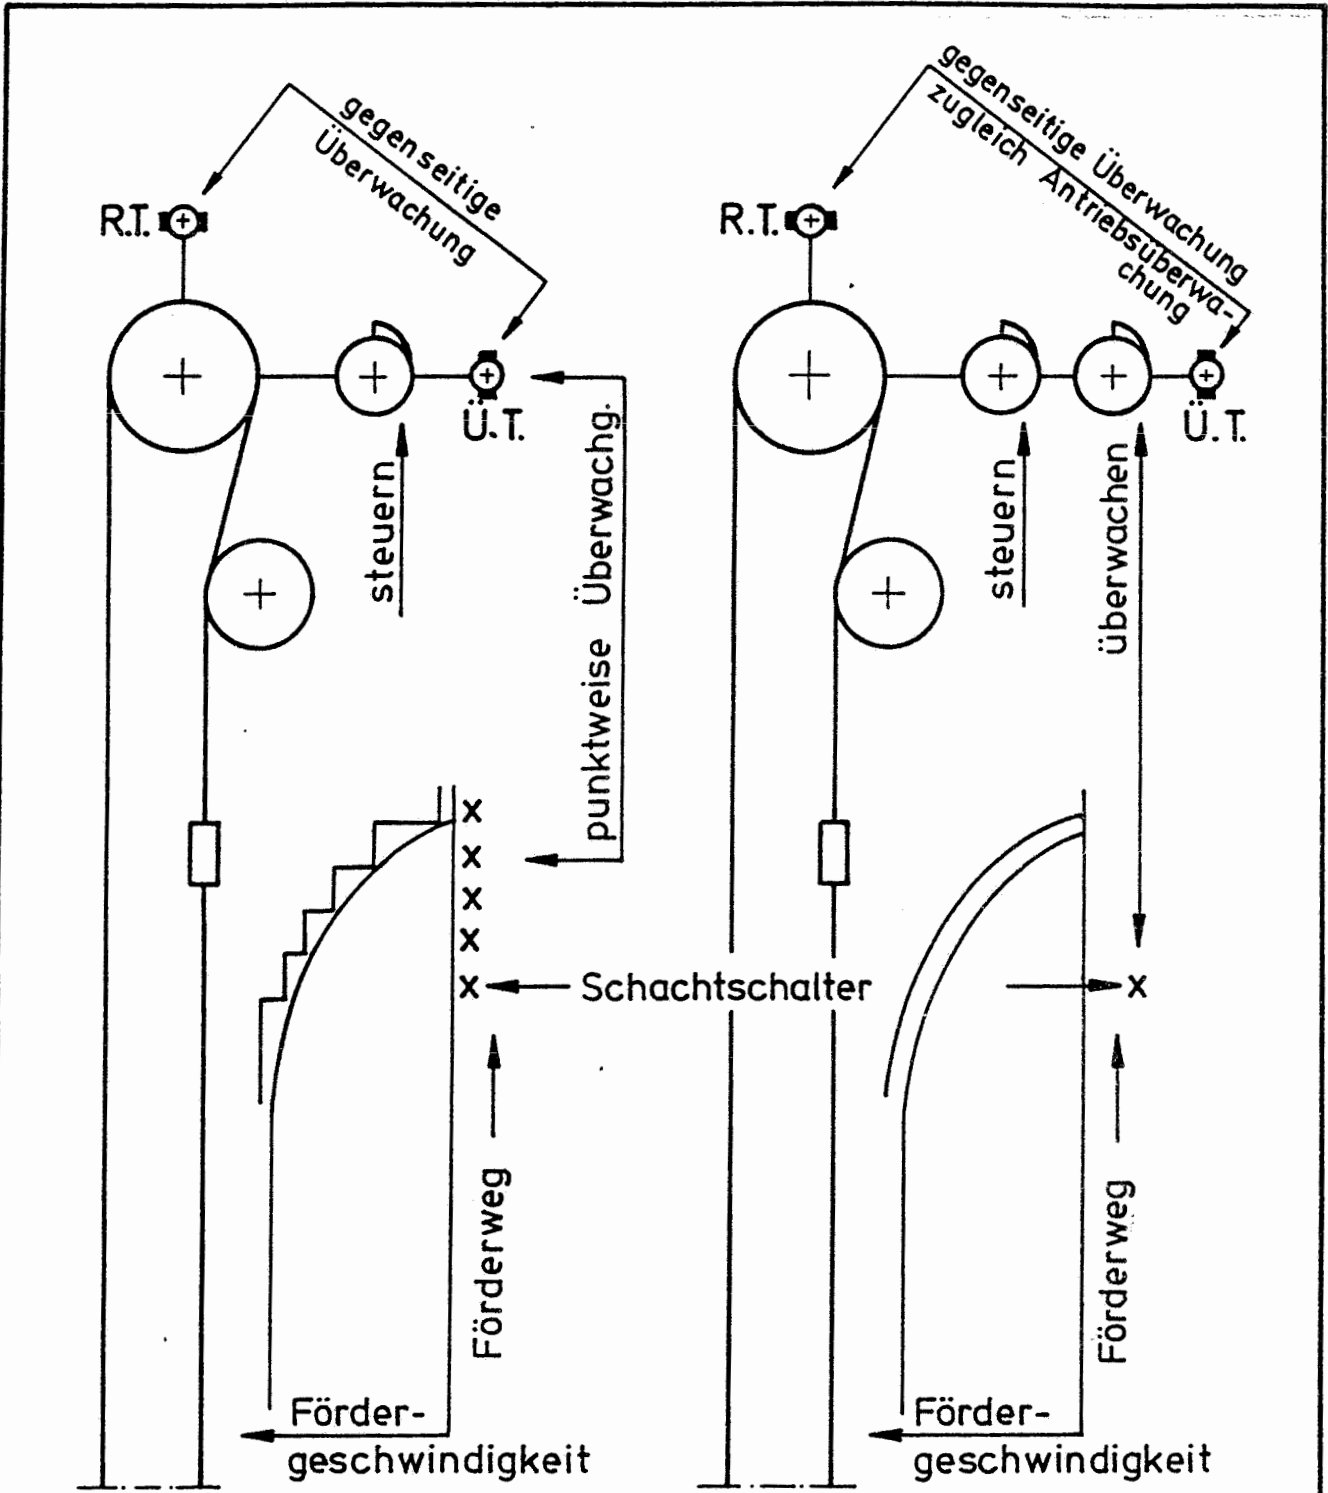 gegenseitige
Überwachung
R.T.
Ü.T.
steuern
punktweise Überwachg.
x
x
x
x
x
Schachtschalter
Förderweg
Förder-
geschwindigkeit
gegenseitige Überwachung
zugleich Antriebsüberwa-
chung
R.T.
Ü.T.
steuern
überwachen
x
Förderweg
Förder-
geschwindigkeit